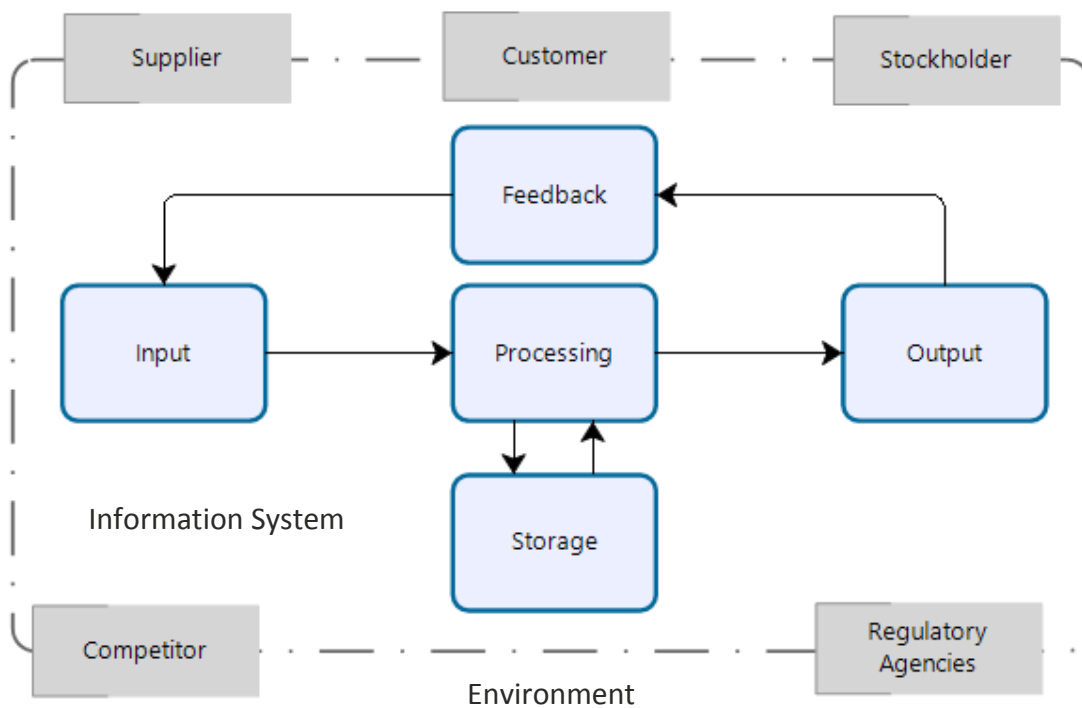 Supplier
Customer
Stockholder
Feedback
Input
Processing
Output
Information System
Storage
Competitor
Regulatory
Agencies
Environment